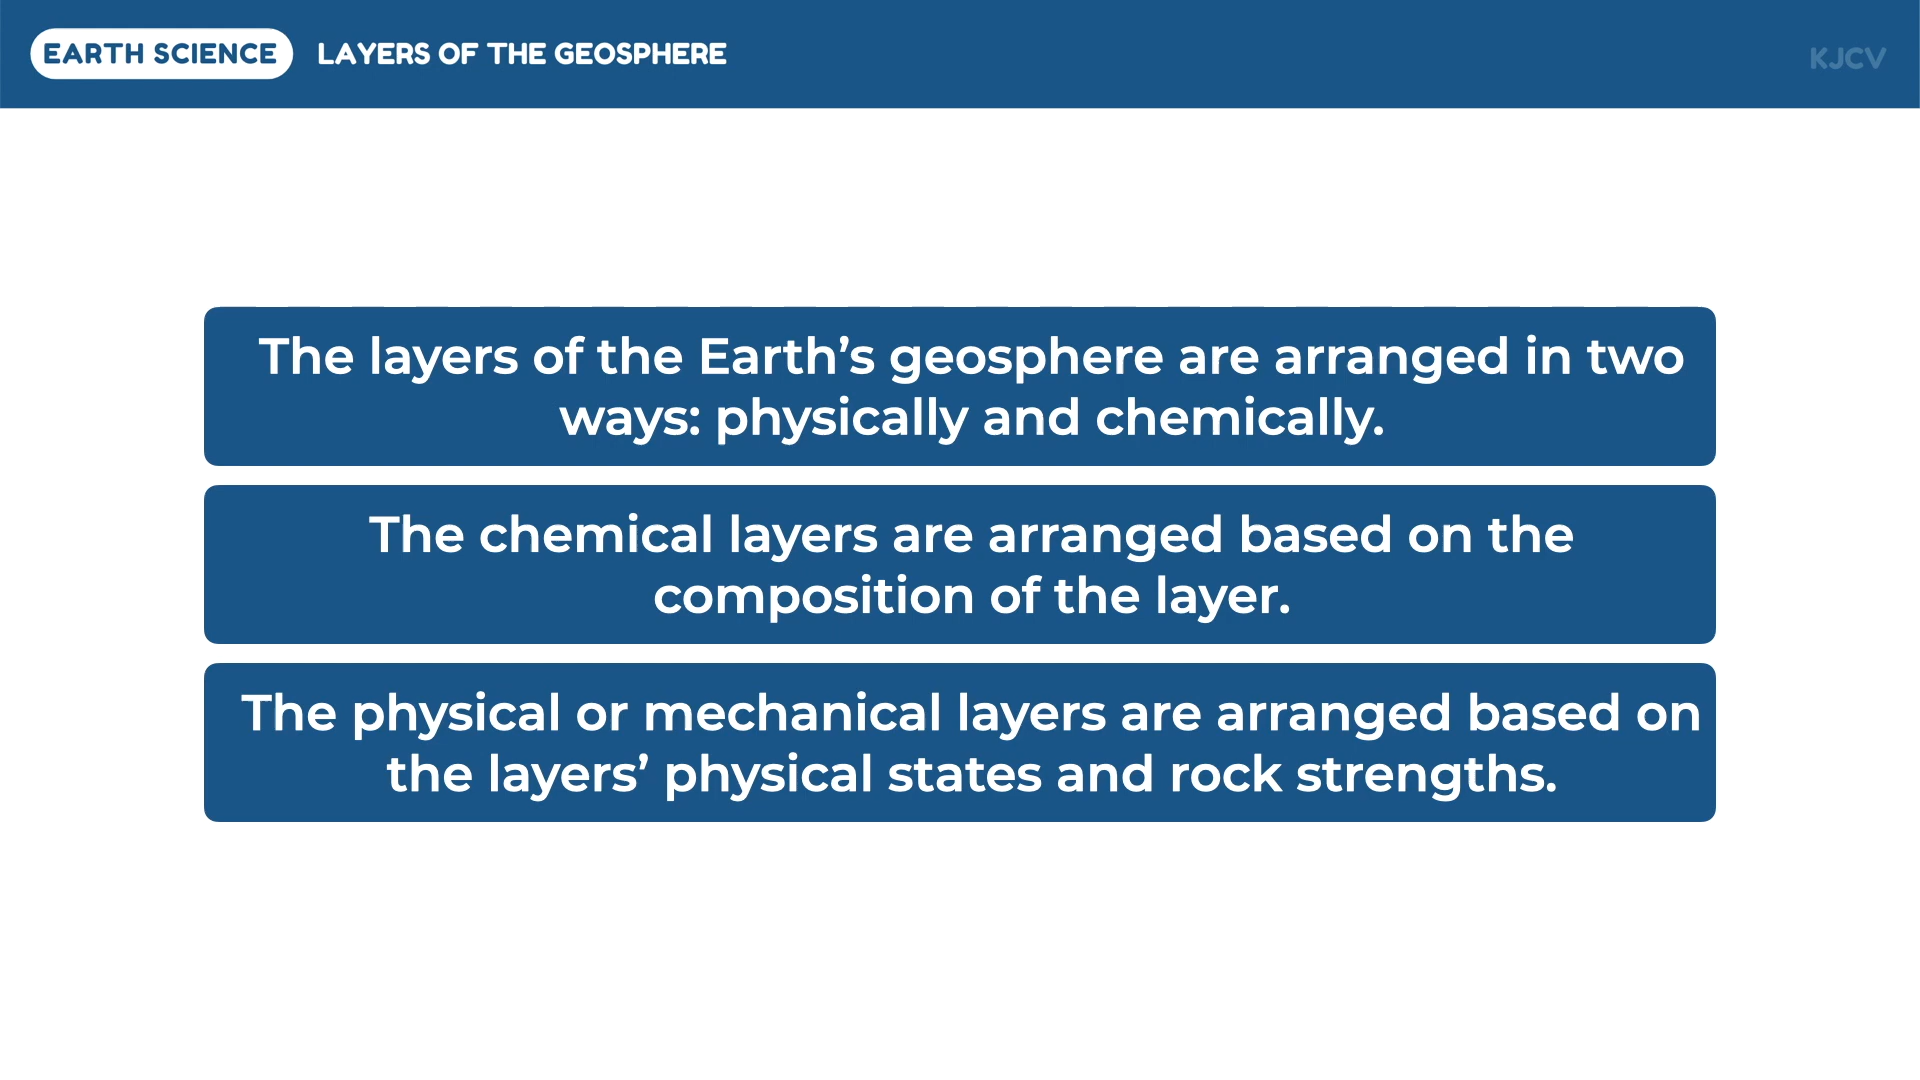 EARTH SCIENCE
LAYERS OF THE GEOSPHERE
KJCV
The layers of the Earth’s geosphere are arranged in two
ways: physically and chemically.
The chemical layers are arranged based on the
composition of the layer.
The physical or mechanical layers are arranged based on
the layers’ physical states and rock strengths.